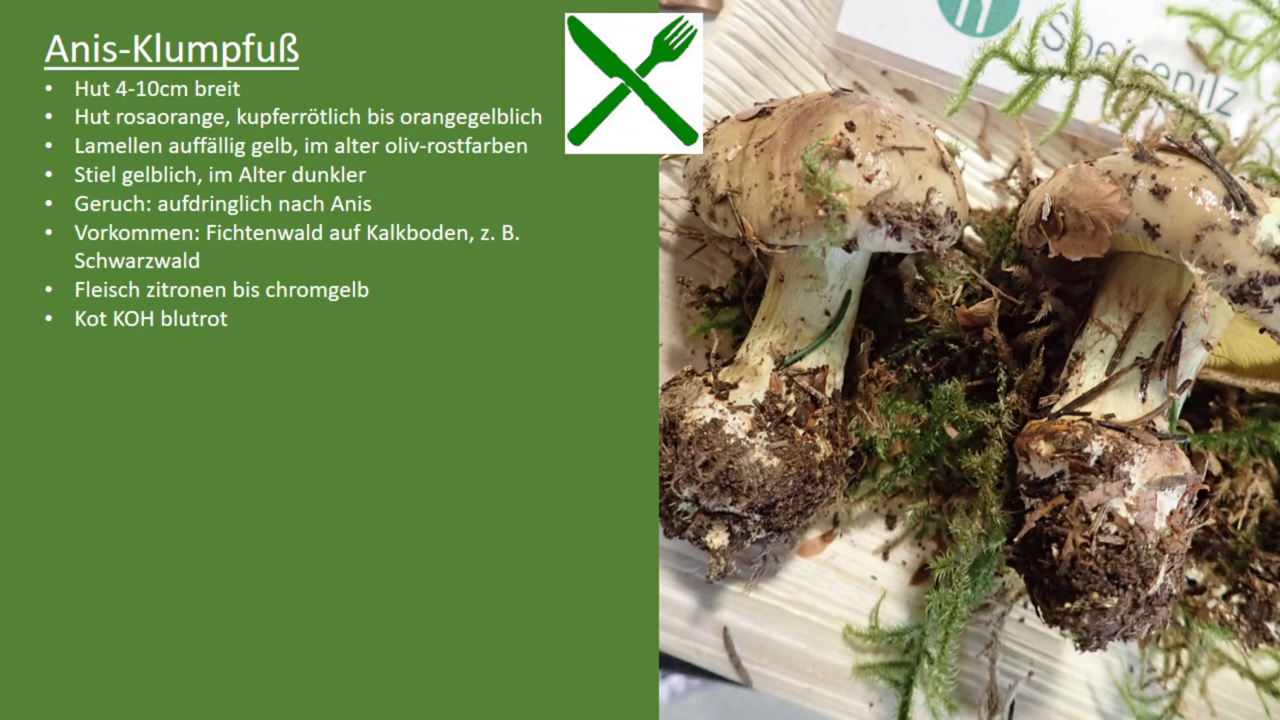 Anis-Klumpfuß
• Hut 4-10cm breit
• Hut rosaorange, kupferrötlich bis orangegelblich
• Lamellen auffällig gelb, im alter oliv-rostfarben
• Stiel gelblich, im Alter dunkler
• Geruch: aufdringlich nach Anis
• Vorkommen: Fichtenwald auf Kalkboden, z. B.
Schwarzwald
• Fleisch zitronen bis chromgelb
• Kot KOH blutrot
Speisepilz